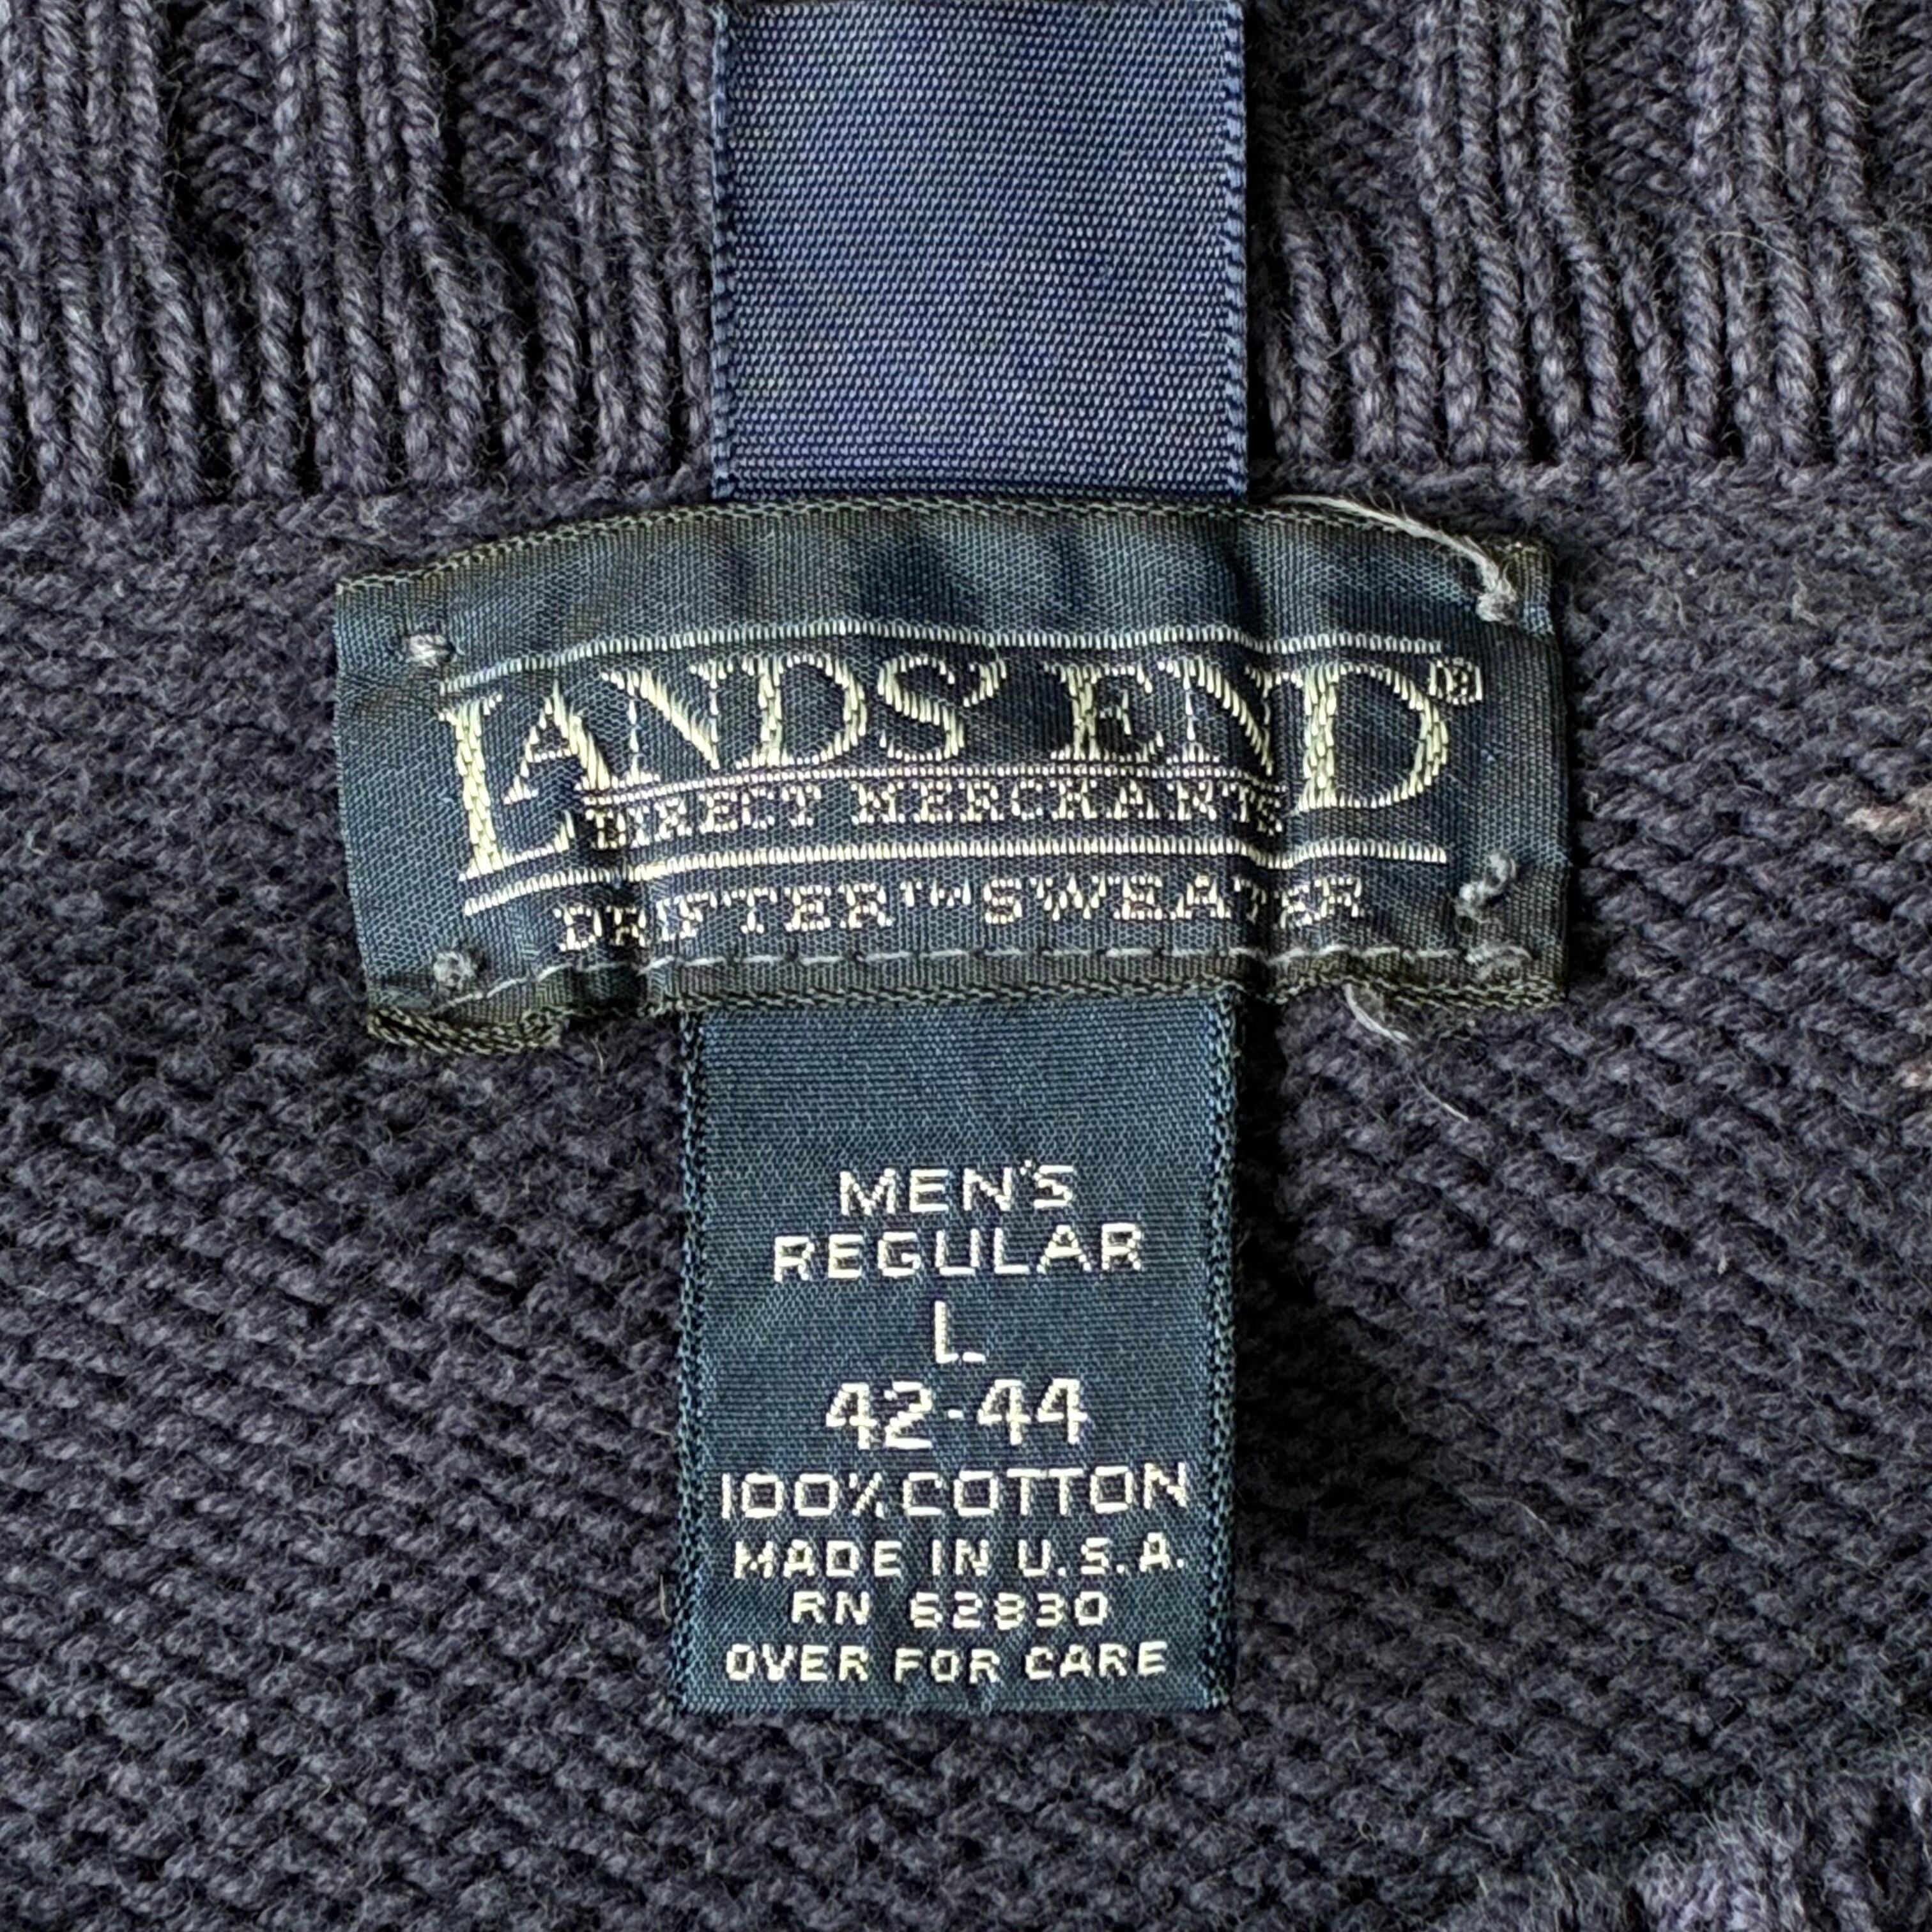 LANDS' END®
DIRECT MERCHANTS
DRIFTER™ SWEATER
MEN'S
REGULAR
L
42-44
100% COTTON
MADE IN U.S.A.
RN 62830
OVER FOR CARE